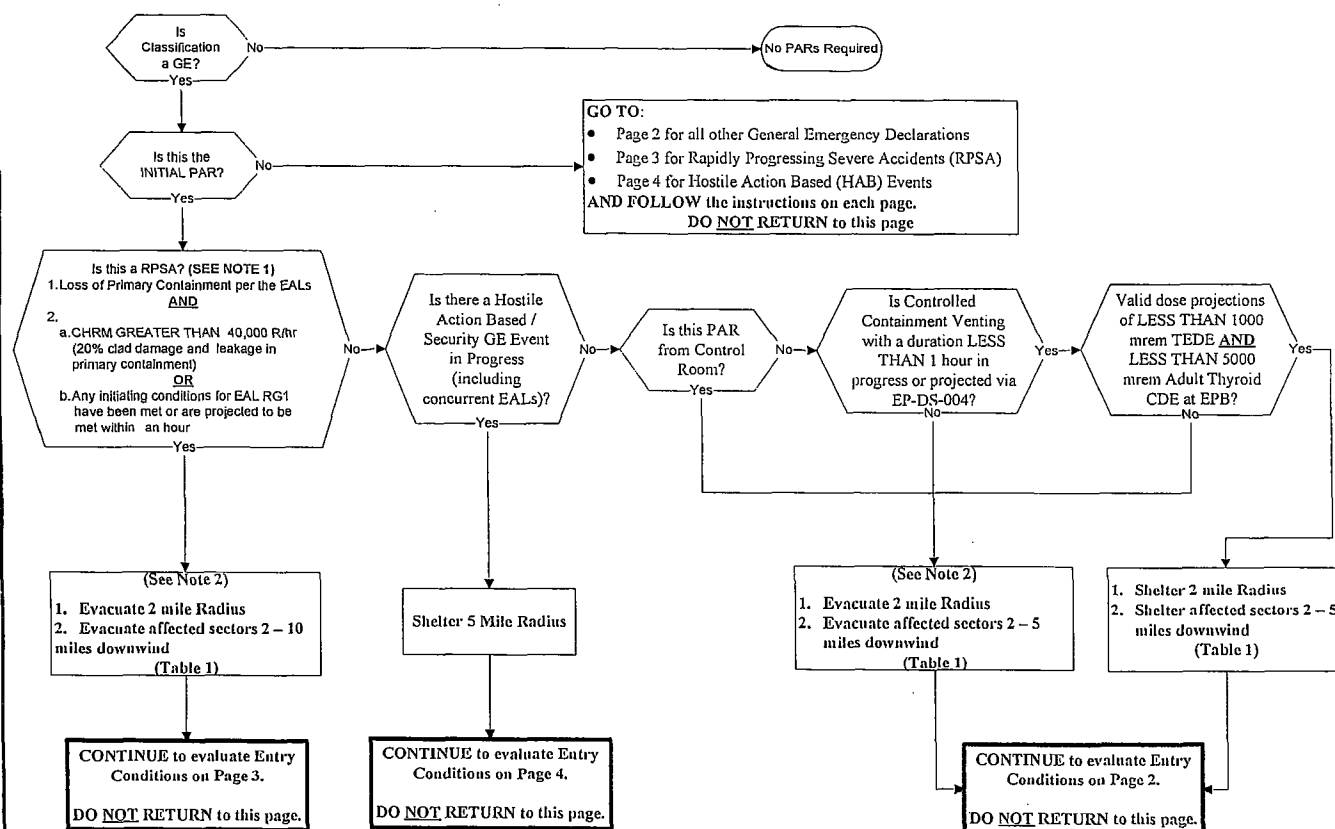 Is
Classification
a GE?
No
Yes
No PARs Required
Is this the
INITIAL PAR?
No
Yes
GO TO:
• Page 2 for all other General Emergency Declarations
• Page 3 for Rapidly Progressing Severe Accidents (RPSA)
• Page 4 for Hostile Action Based (HAB) Events
AND FOLLOW the instructions on each page.
DO NOT RETURN to this page
Is this a RPSA? (SEE NOTE 1)
1.Loss of Primary Containment per the EALs
AND
2.
a.CHRM GREATER THAN 40,000 R/hr
(20% clad damage and leakage in
primary containment)
OR
b.Any initiating conditions for EAL RG1
have been met or are projected to be
met within an hour
No
Yes
Is there a Hostile
Action Based /
Security GE Event
in Progress
(including
concurrent EALs)?
No
Yes
Is this PAR
from Control
Room?
No
Yes
Is Controlled
Containment Venting
with a duration LESS
THAN 1 hour in
progress or projected via
EP-DS-004?
Yes
No
Valid dose projections
of LESS THAN 1000
mrem TEDE AND
LESS THAN 5000
mrem Adult Thyroid
CDE at EPB?
Yes
No
(See Note 2)
1. Evacuate 2 mile Radius
2. Evacuate affected sectors 2 – 10
miles downwind
(Table 1)
Shelter 5 Mile Radius
(See Note 2)
1. Evacuate 2 mile Radius
2. Evacuate affected sectors 2 – 5
miles downwind
(Table 1)
1. Shelter 2 mile Radius
2. Shelter affected sectors 2 – 5
miles downwind
(Table 1)
CONTINUE to evaluate Entry
Conditions on Page 3.
DO NOT RETURN to this page.
CONTINUE to evaluate Entry
Conditions on Page 4.
DO NOT RETURN to this page.
CONTINUE to evaluate Entry
Conditions on Page 2.
DO NOT RETURN to this page.